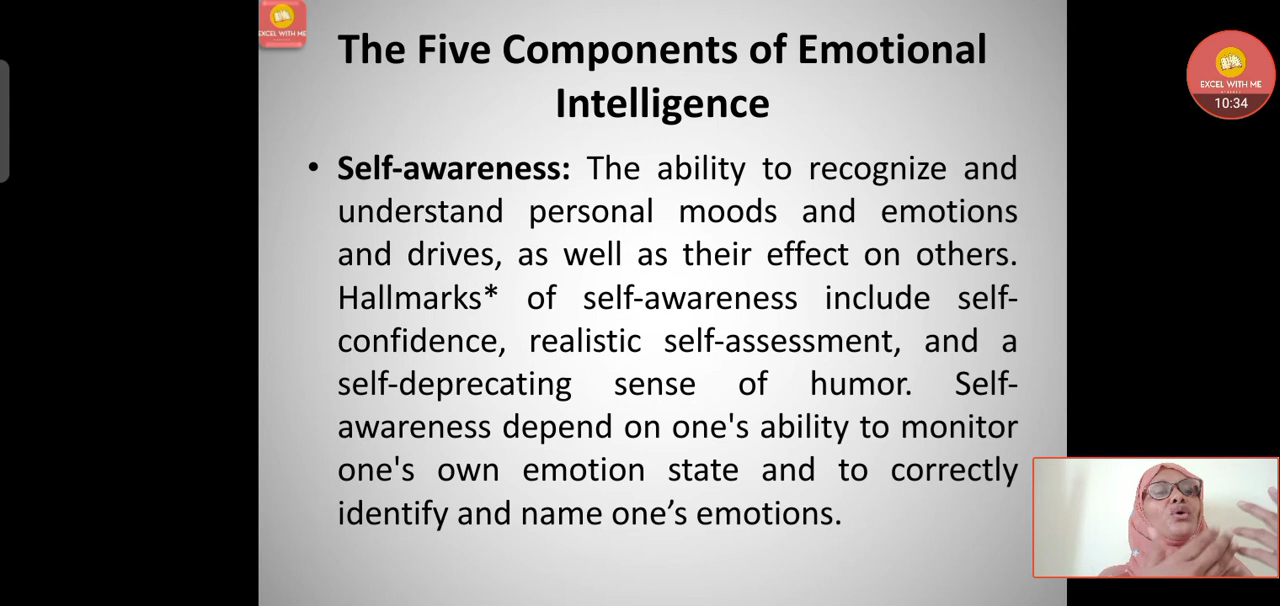 EXCEL WITH ME
The Five Components of Emotional
Intelligence
• Self-awareness: The ability to recognize and
understand personal moods and emotions
and drives, as well as their effect on others.
Hallmarks* of self-awareness include self-
confidence, realistic self-assessment, and a
self-deprecating sense of humor. Self-
awareness depend on one's ability to monitor
one's own emotion state and to correctly
identify and name one’s emotions.
EXCEL WITH ME
10:34